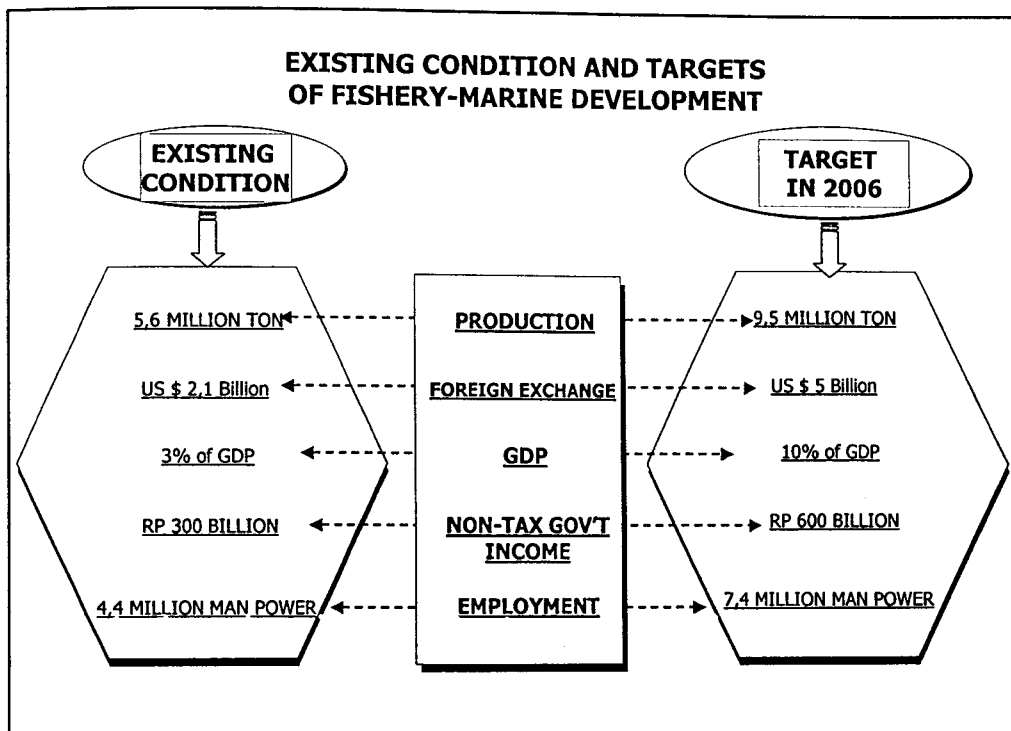 EXISTING CONDITION AND TARGETS
OF FISHERY-MARINE DEVELOPMENT
EXISTING
CONDITION
TARGET
IN 2006
5,6 MILLION TON
PRODUCTION
9,5 MILLION TON
US $ 2,1 Billion
FOREIGN EXCHANGE
US $ 5 Billion
3% of GDP
GDP
10% of GDP
RP 300 BILLION
NON-TAX GOV'T
INCOME
RP 600 BILLION
4,4 MILLION MAN POWER
EMPLOYMENT
7,4 MILLION MAN POWER